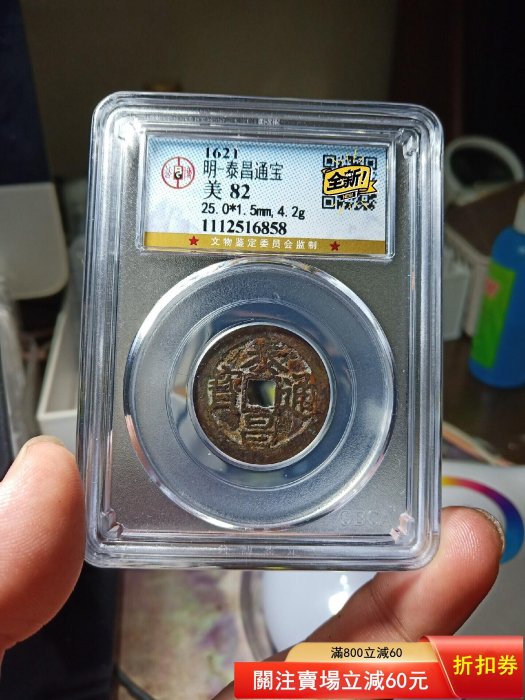 1621
明-泰昌通宝
美 82
25.0*1.5mm, 4.2g
1112516858
★ 文物鉴定委员会监制 ★
全新!
泰昌通寶
滿800立減60
關注賣場立減60元
折扣券